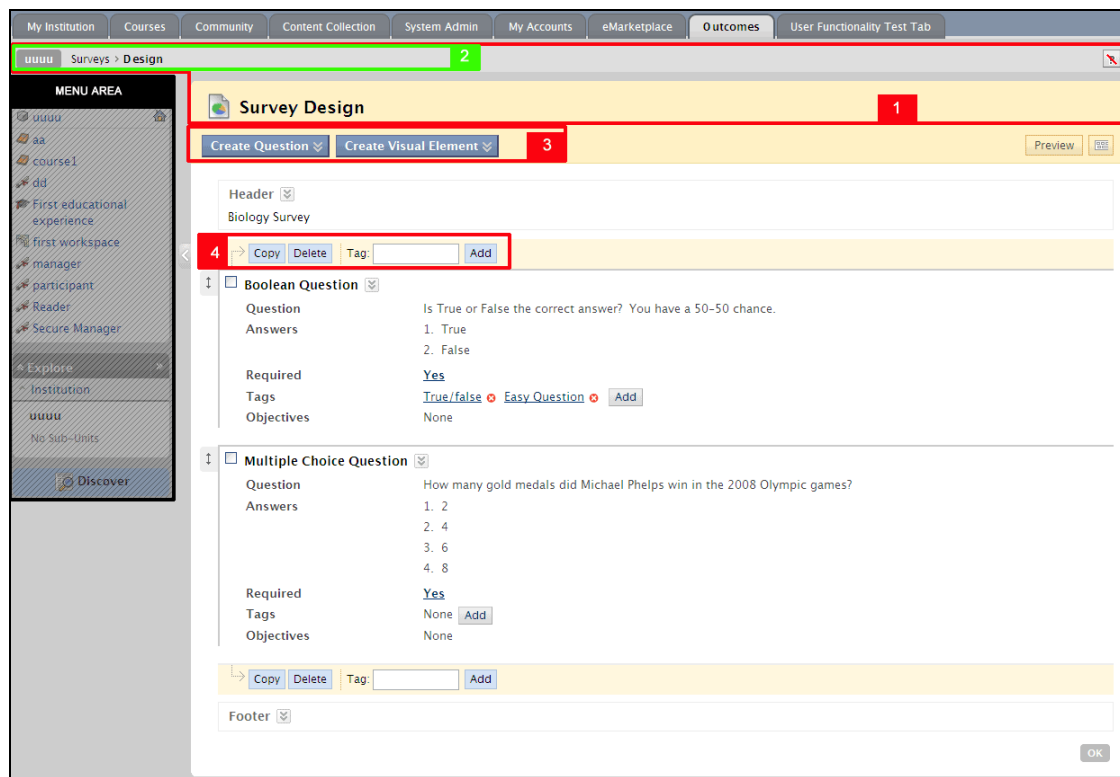 My Institution Courses Community Content Collection System Admin My Accounts eMarketplace Outcomes User Functionality Test Tab
uuuu Surveys > Design 2
MENU AREA
uuuu
aa
course1
dd
First educational
experience
first workspace
manager
participant
Reader
Secure Manager
Explore
Institution
uuuu
No Sub-Units
Discover
Survey Design 1
Create Question Create Visual Element 3 Preview
Header
Biology Survey
4 Copy Delete Tag: Add
Boolean Question
Question Is True or False the correct answer? You have a 50-50 chance.
Answers 1. True
2. False
Required Yes
Tags True/false Easy Question Add
Objectives None
Multiple Choice Question
Question How many gold medals did Michael Phelps win in the 2008 Olympic games?
Answers 1. 2
2. 4
3. 6
4. 8
Required Yes
Tags None Add
Objectives None
Copy Delete Tag: Add
Footer
OK